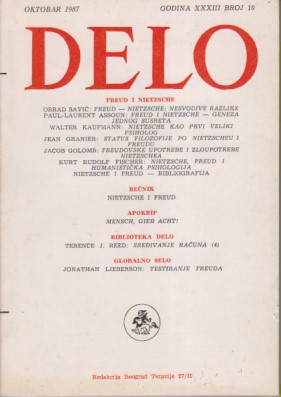 OKTOBAR 1987
GODINA XXXIII BROJ 10
DELO
FREUD I NIETZSCHE
OBRAD SAVIĆ: FREUD — NIETZSCHE: NESVODIVE RAZLIKE
PAUL-LAURENT ASSOUN: FREUD I NIETZSCHE — GENEZA
JEDNOG SUSRETA
WALTER KAUFMANN: NIETZSCHE KAO PRVI VELIKI
PSIHOLOG
JEAN GRANIER: STATUS FILOZOFIJE PO NIETZSCHEU I
FREUDU
JACOB GOLOMB: FREUDOVSKE UPOTREBE I ZLOUPOTREBE
NIETZSCHEA
KURT RUDOLF FISCHER: NIETZSCHE, FREUD I
HUMANISTIČKA PSIHOLOGIJA
NIETZSCHE I FREUD — BIBLIOGRAFIJA
REČNIK
NIETZSCHE I FREUD
APOKRIF
MENSCH, GIEB ACHT!
BIBLIOTEKA DELO
TERENCE J. REED: SREĐIVANJE RAČUNA (4)
GLOBALNO SELO
JONATHAN LIEBERSON: TESTIRANJE FREUDA
Redakcija Beograd Terazije 27/II